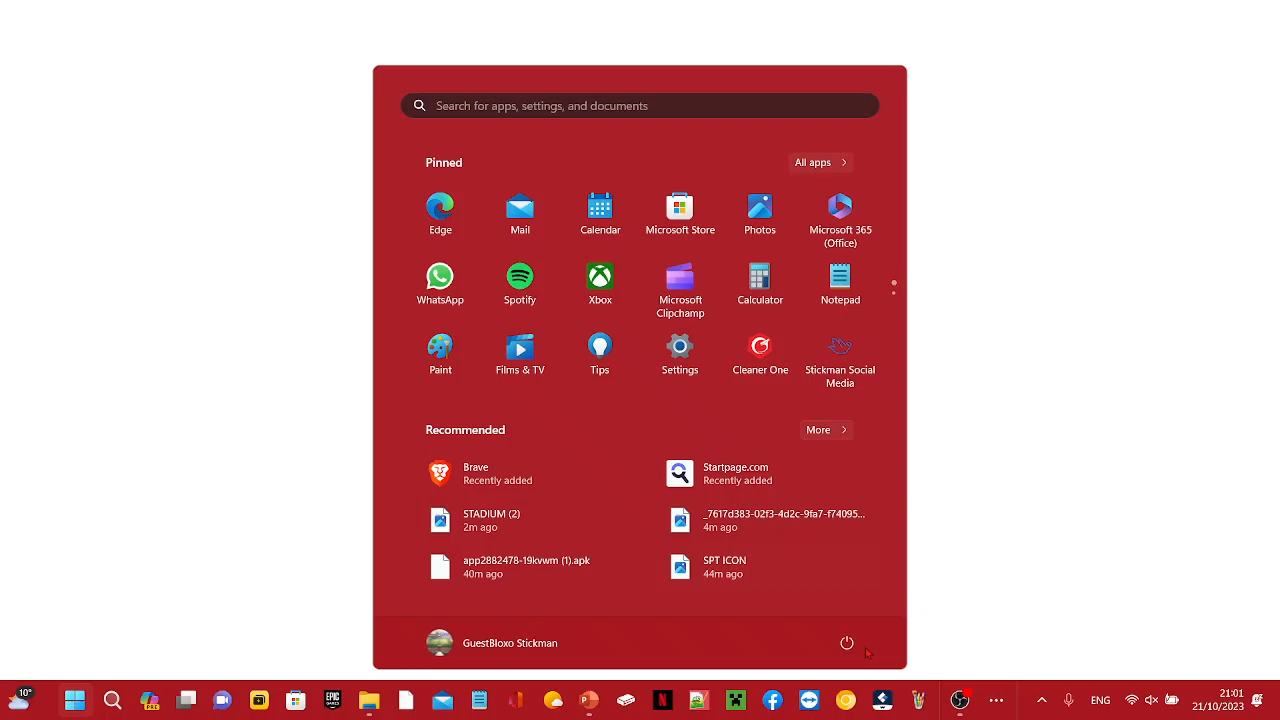 Search for apps, settings, and documents
Pinned
All apps
Edge
Mail
Calendar
Microsoft Store
Photos
Microsoft 365
(Office)
WhatsApp
Spotify
Xbox
Microsoft
Clipchamp
Calculator
Notepad
Paint
Films & TV
Tips
Settings
Cleaner One
Stickman Social
Media
Recommended
More
Brave
Recently added
Startpage.com
Recently added
STADIUM (2)
2m ago
_7617d383-02f3-4d2c-9fa7-f74095...
4m ago
app2882478-19kvwm (1).apk
40m ago
SPT ICON
44m ago
GuestBloxo Stickman
10°
PRE
EPIC
GAMES
N
ENG
21:01
21/10/2023